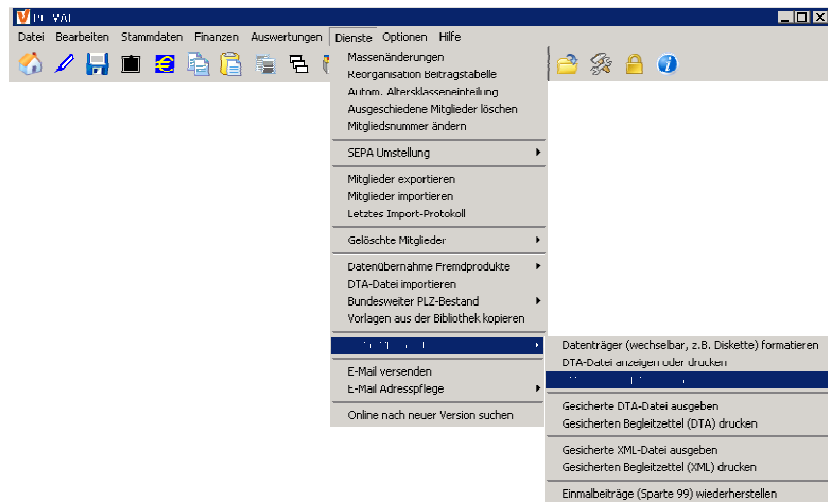 Datei Bearbeiten Stammdaten Finanzen Auswertungen Dienste Optionen Hilfe
Massenänderungen
Reorganisation Beitragstabelle
Autom. Altersklasseneinteilung
Ausgeschiedene Mitglieder löschen
Mitgliedsnummer ändern
SEPA Umstellung
Mitglieder exportieren
Mitglieder importieren
Letztes Import-Protokoll
Gelöschte Mitglieder
Datenübernahme Fremdprodukte
DTA-Datei importieren
Bundesweiter PLZ-Bestand
Vorlagen aus der Bibliothek kopieren
E-Mail versenden
E-Mail Adresspflege
Online nach neuer Version suchen
Datenträger (wechselbar, z.B. Diskette) formatieren
DTA-Datei anzeigen oder drucken
Gesicherte DTA-Datei ausgeben
Gesicherten Begleitzettel (DTA) drucken
Gesicherte XML-Datei ausgeben
Gesicherten Begleitzettel (XML) drucken
Einmalbeiträge (Sparte 99) wiederherstellen